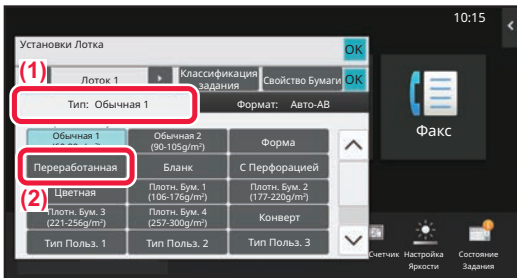 10:15
Установки Лотка
OK
(1)
Лоток 1
Классификация
задания
Свойство Бумаги
OK
Тип: Обычная 1
Формат: Авто-AB
Факс
Обычная 1
Обычная 2
(90-105g/m²)
Форма
Переработанная
Бланк
С Перфорацией
(2)
Цветная
Плотн. Бум. 1
(106-176g/m²)
Плотн. Бум. 2
(177-220g/m²)
Плотн. Бум. 3
(221-256g/m²)
Плотн. Бум. 4
(257-300g/m²)
Конверт
Тип Польз. 1
Тип Польз. 2
Тип Польз. 3
Счетчик
Настройка
Яркости
Состояние
Задания